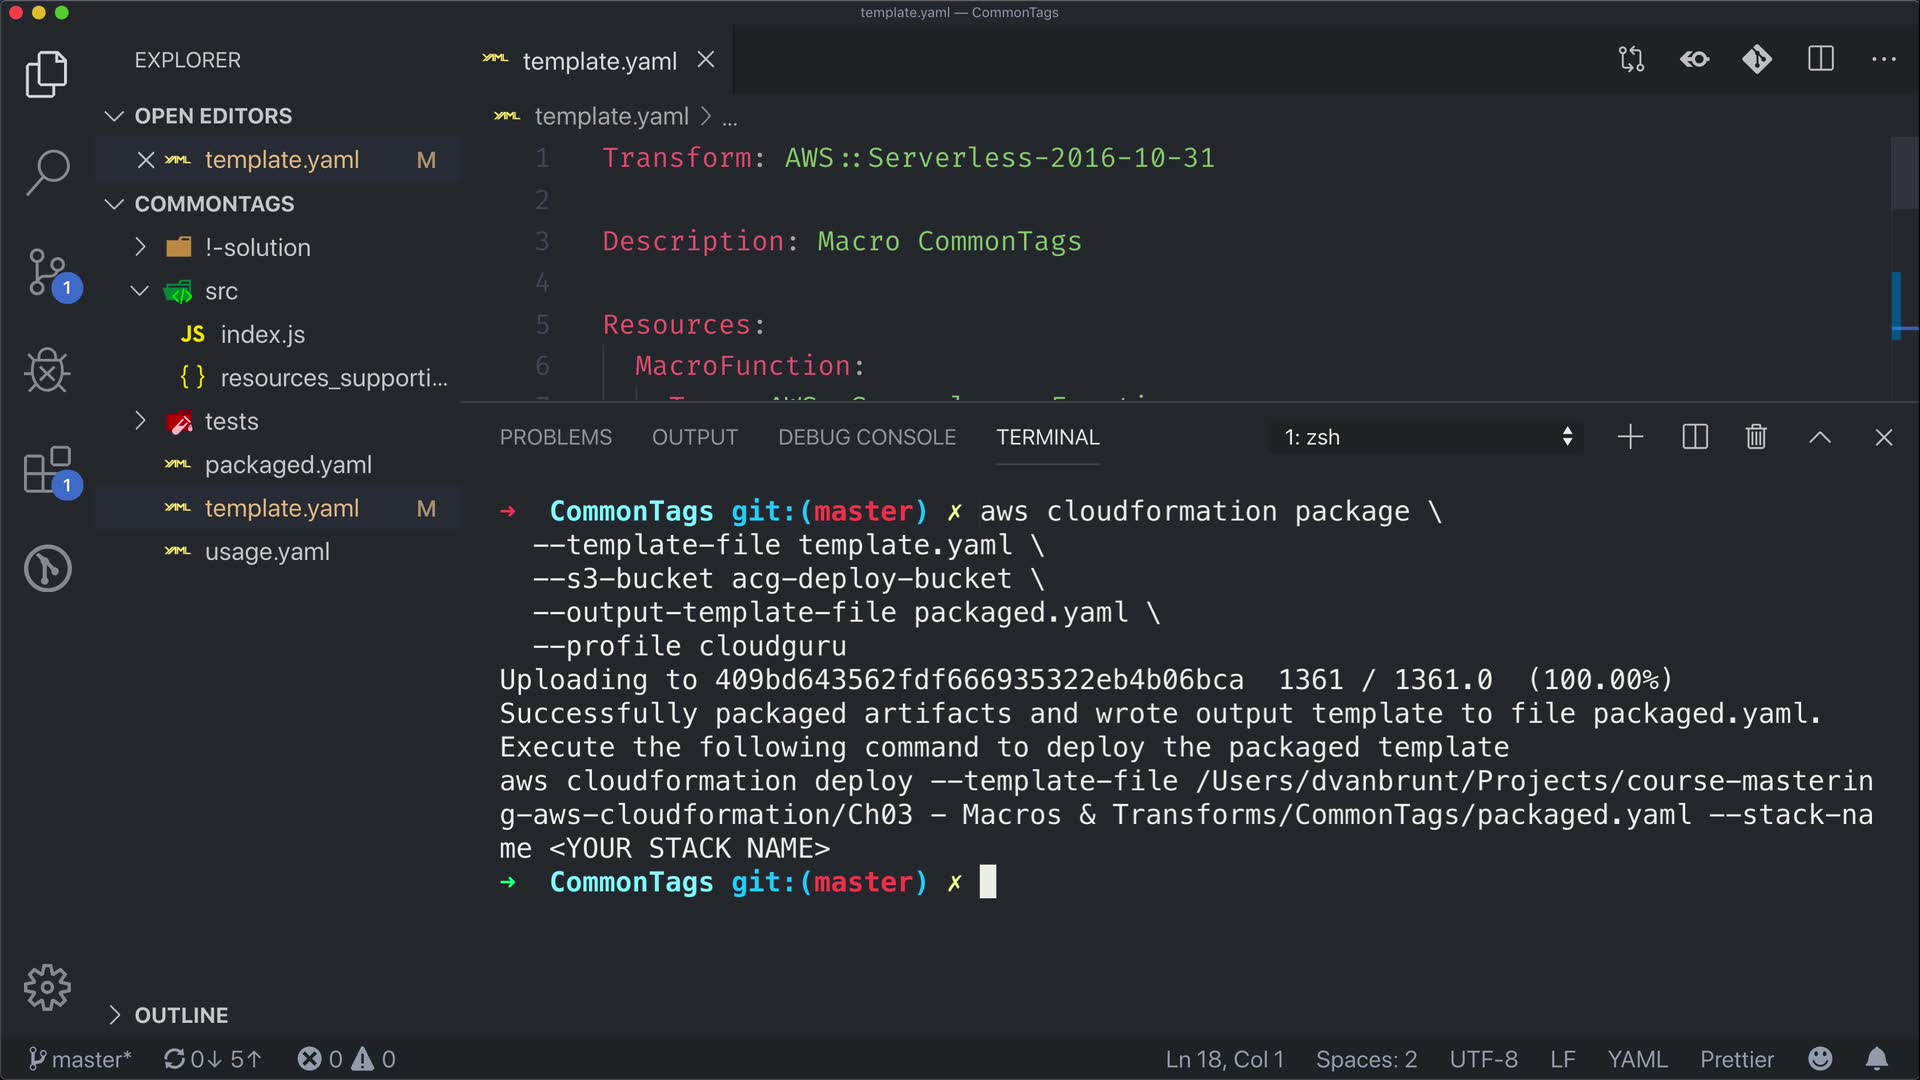 template.yaml — CommonTags
EXPLORER
OPEN EDITORS
template.yaml M
COMMONTAGS
!-solution
src
JS index.js
{ } resources_supporti...
tests
packaged.yaml
template.yaml M
usage.yaml
OUTLINE
1
1
template.yaml
template.yaml > ...
1 Transform: AWS::Serverless-2016-10-31
2
3 Description: Macro CommonTags
4
5 Resources:
6 MacroFunction:
PROBLEMS OUTPUT DEBUG CONSOLE TERMINAL 1: zsh
→ CommonTags git:(master) ✗ aws cloudformation package \
--template-file template.yaml \
--s3-bucket acg-deploy-bucket \
--output-template-file packaged.yaml \
--profile cloudguru
Uploading to 409bd643562fdf666935322eb4b06bca 1361 / 1361.0 (100.00%)
Successfully packaged artifacts and wrote output template to file packaged.yaml.
Execute the following command to deploy the packaged template
aws cloudformation deploy --template-file /Users/dvanbrunt/Projects/course-masterin
g-aws-cloudformation/Ch03 - Macros & Transforms/CommonTags/packaged.yaml --stack-na
me <YOUR STACK NAME>
→ CommonTags git:(master) ✗
master* 0↓ 5↑ 0 0 Ln 18, Col 1 Spaces: 2 UTF-8 LF YAML Prettier